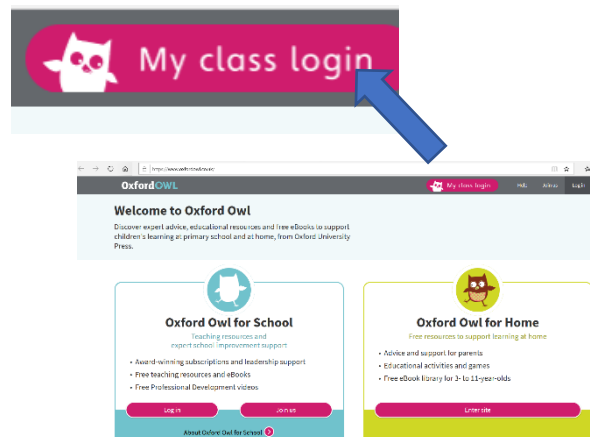 My class login
OxfordOWL My class login Help Join us Login
Welcome to Oxford Owl
Discover expert advice, educational resources and free eBooks to support
children's learning at primary school and at home, from Oxford University
Press.
Oxford Owl for School
Teaching resources and
expert school improvement support
• Award-winning subscriptions and leadership support
• Free teaching resources and eBooks
• Free Professional Development videos
Log in Join us
About Oxford Owl for School
Oxford Owl for Home
Free resources to support learning at home
• Advice and support for parents
• Educational activities and games
• Free eBook library for 3- to 11-year-olds
Enter site